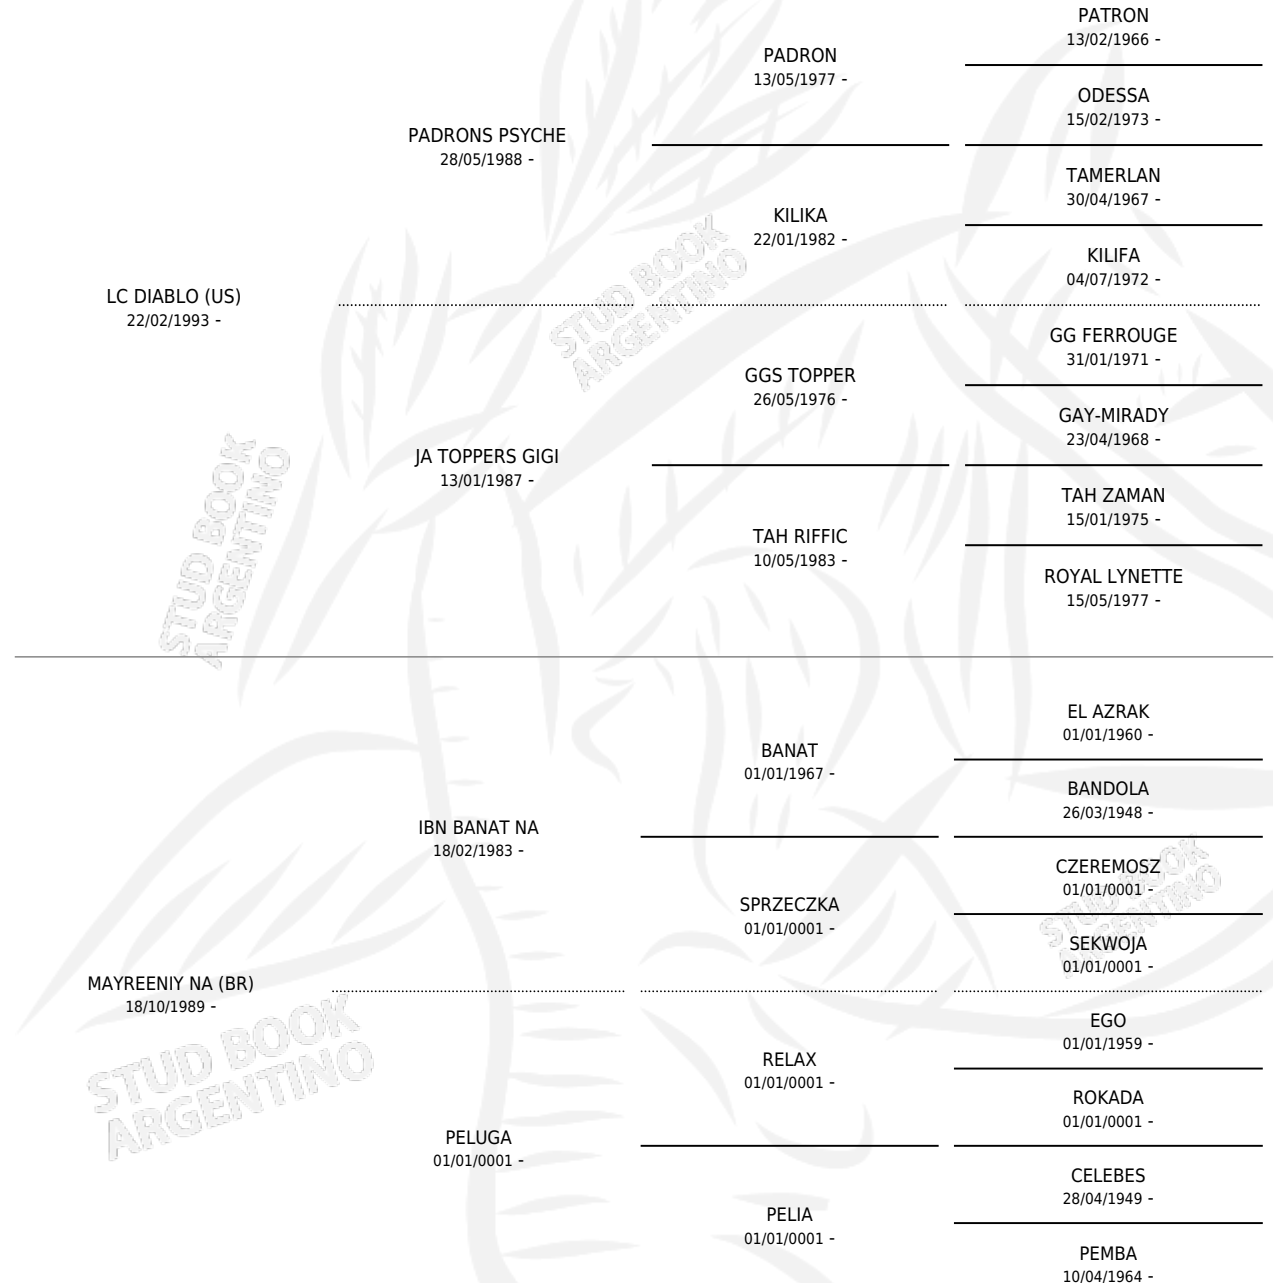 PATRON
13/02/1966 -
PADRON
13/05/1977 -
ODESSA
15/02/1973 -
PADRONS PSYCHE
28/05/1988 -
TAMERLAN
30/04/1967 -
KILIKA
22/01/1982 -
KILIFA
04/07/1972 -
LC DIABLO (US)
22/02/1993 -
GG FERROUGE
31/01/1971 -
GGS TOPPER
26/05/1976 -
GAY-MIRADY
23/04/1968 -
JA TOPPERS GIGI
13/01/1987 -
TAH ZAMAN
15/01/1975 -
TAH RIFFIC
10/05/1983 -
ROYAL LYNETTE
15/05/1977 -
EL AZRAK
01/01/1960 -
BANAT
01/01/1967 -
BANDOLA
26/03/1948 -
IBN BANAT NA
18/02/1983 -
CZEREMOSZ
01/01/0001 -
SPRZECZKA
01/01/0001 -
SEKWOJA
01/01/0001 -
MAYREENIY NA (BR)
18/10/1989 -
EGO
01/01/1959 -
RELAX
01/01/0001 -
ROKADA
01/01/0001 -
PELUGA
01/01/0001 -
CELEBES
28/04/1949 -
PELIA
01/01/0001 -
PEMBA
10/04/1964 -
STUD BOOK
ARGENTINO
STUD BOOK
ARGENTINO
STUD BOOK
ARGENTINO
STUD BOOK
ARGENTINO